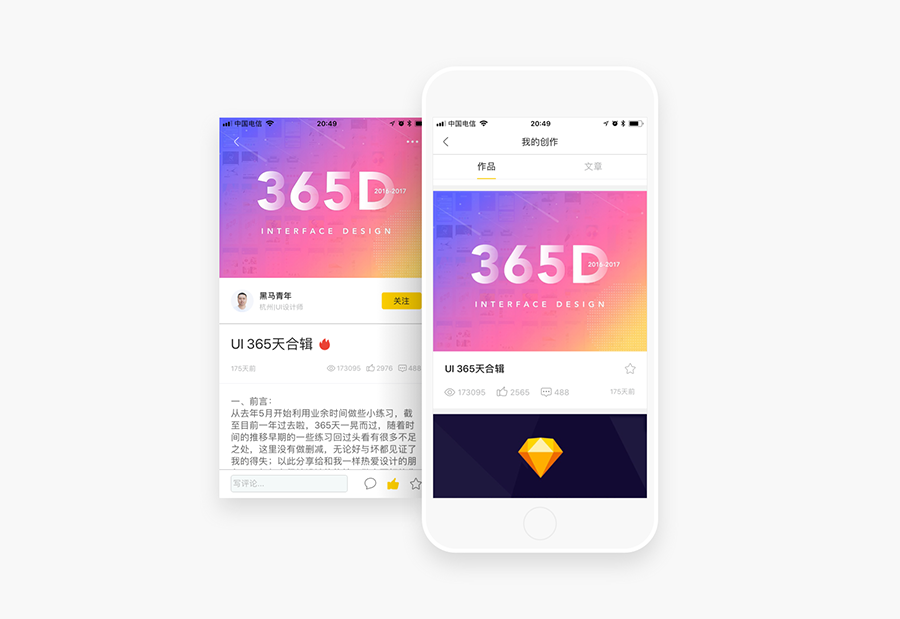 中国电信
20:49
365D
2016-2017
INTERFACE DESIGN
黑马青年
杭州|UI设计师
关注
UI 365天合辑
175天前
173095
2976
488
一、前言：
从去年5月开始利用业余时间做些小练习，截
至目前一年过去啦，365天一晃而过，随着时
间的推移早期的一些练习回过头看有很多不足
之处，这里没有做删减，无论好与坏都见证了
我的得失；以此分享给和我一样热爱设计的朋
写评论...
中国电信
20:49
我的创作
作品
文章
365D
2016-2017
INTERFACE DESIGN
UI 365天合辑
173095
2565
488
175天前